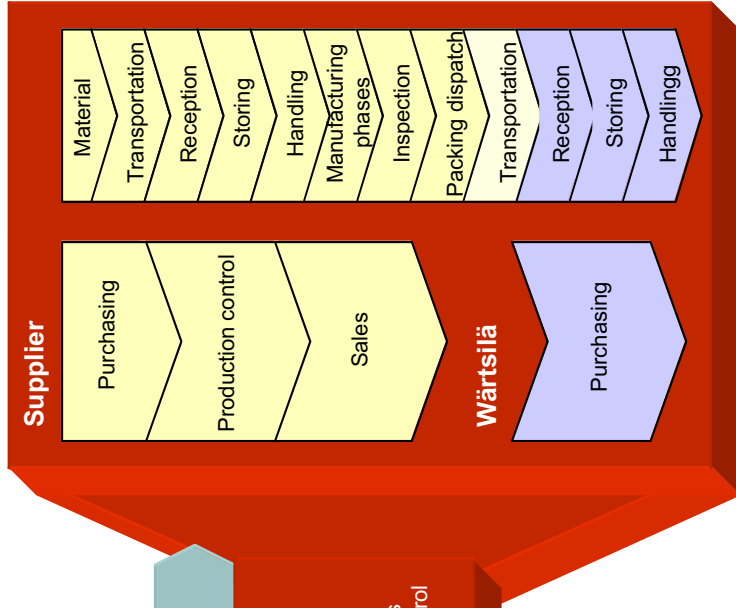 Supplier
Purchasing
Production control
Sales
Wärtsilä
Purchasing
Material
Transportation
Reception
Storing
Handling
Manufacturing
phases
Inspection
Packing dispatch
Transportation
Reception
Storing
Handlingg